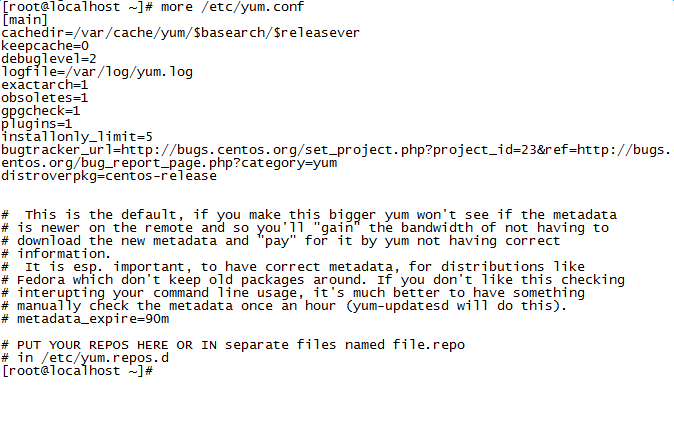 [root@localhost ~]# more /etc/yum.conf
[main]
cachedir=/var/cache/yum/$basearch/$releasever
keepcache=0
debuglevel=2
logfile=/var/log/yum.log
exactarch=1
obsoletes=1
gpgcheck=1
plugins=1
installonly_limit=5
bugtracker_url=http://bugs.centos.org/set_project.php?project_id=23&ref=http://bugs.
entos.org/bug_report_page.php?category=yum
distroverpkg=centos-release

#  This is the default, if you make this bigger yum won't see if the metadata
# is newer on the remote and so you'll "gain" the bandwidth of not having to
# download the new metadata and "pay" for it by yum not having correct
# information.
#  It is esp. important, to have correct metadata, for distributions like
# Fedora which don't keep old packages around. If you don't like this checking
# interupting your command line usage, it's much better to have something
# manually check the metadata once an hour (yum-updatesd will do this).
# metadata_expire=90m

# PUT YOUR REPOS HERE OR IN separate files named file.repo
# in /etc/yum.repos.d
[root@localhost ~]#